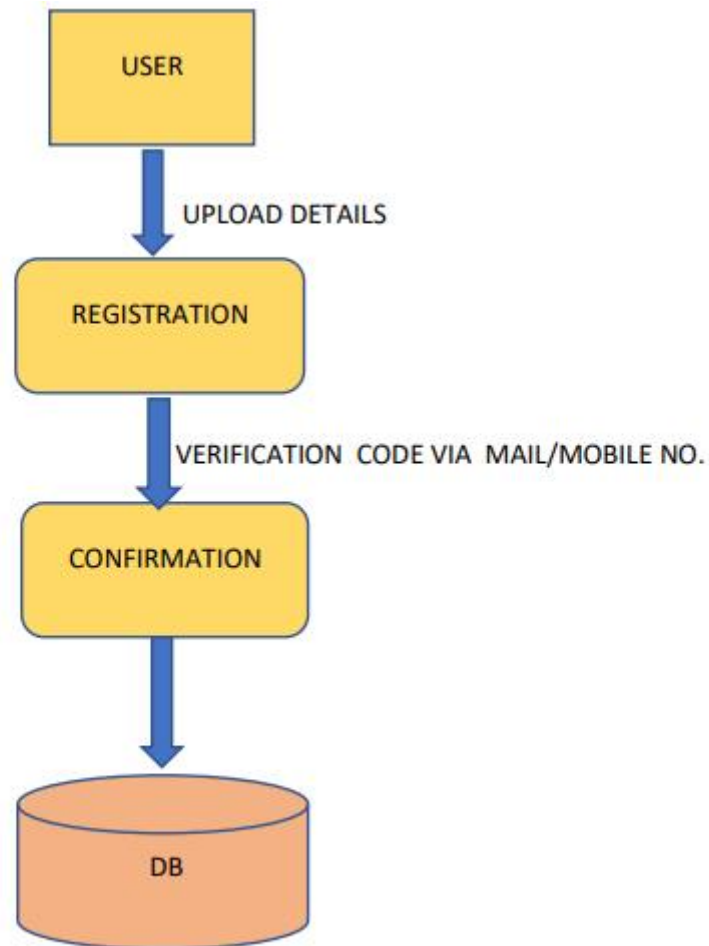 USER
UPLOAD DETAILS
REGISTRATION
VERIFICATION CODE VIA MAIL/MOBILE NO.
CONFIRMATION
DB